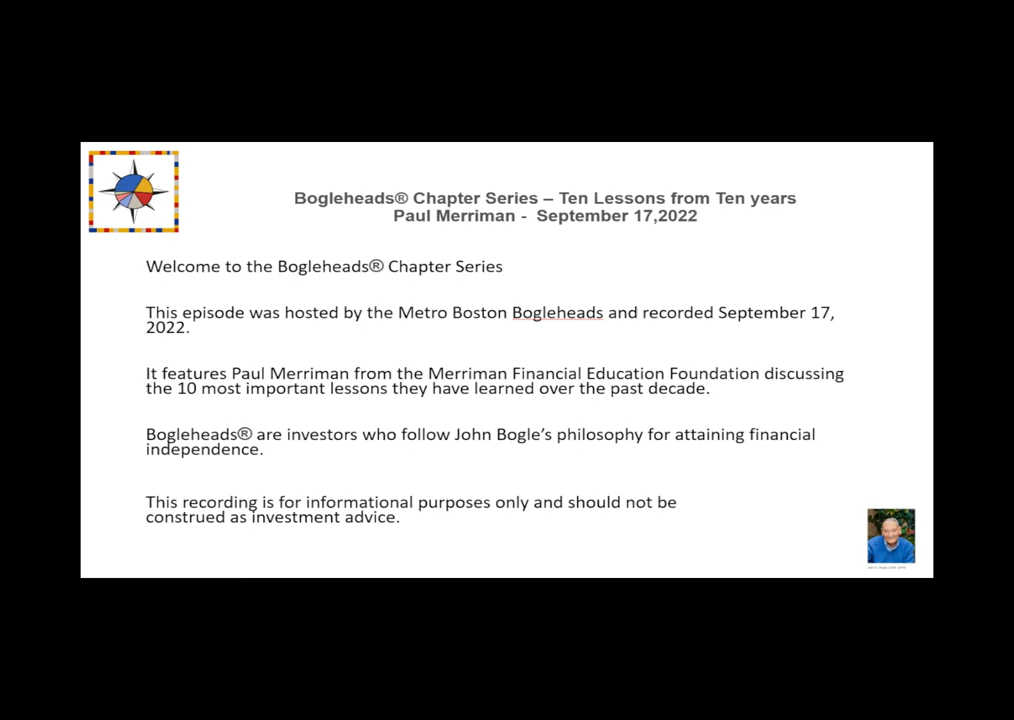 Bogleheads® Chapter Series – Ten Lessons from Ten years
Paul Merriman - September 17,2022
Welcome to the Bogleheads® Chapter Series
This episode was hosted by the Metro Boston Bogleheads and recorded September 17,
2022.
It features Paul Merriman from the Merriman Financial Education Foundation discussing
the 10 most important lessons they have learned over the past decade.
Bogleheads® are investors who follow John Bogle’s philosophy for attaining financial
independence.
This recording is for informational purposes only and should not be
construed as investment advice.